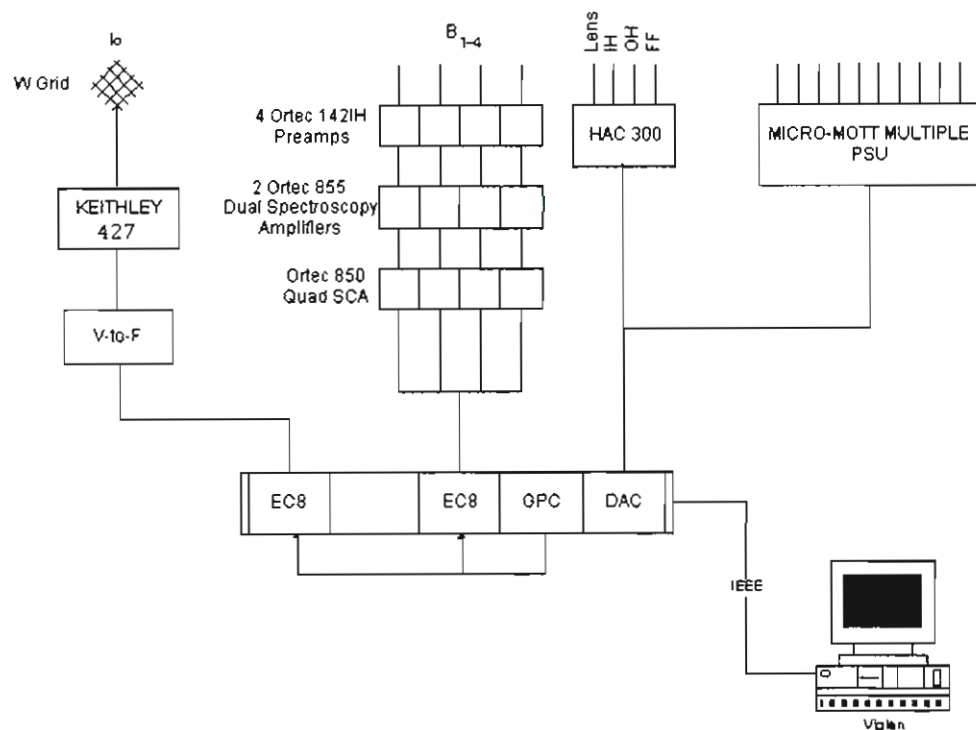 I₀
W Grid
B₁₋₄
Lens
IH
OH
FF
4 Ortec 142IH
Preamps
HAC 300
MICRO-MOTT MULTIPLE
PSU
2 Ortec 855
Dual Spectroscopy
Amplifiers
KEITHLEY
427
Ortec 850
Quad SCA
V-to-F
EC8
EC8
GPC
DAC
IEEE
Viglen